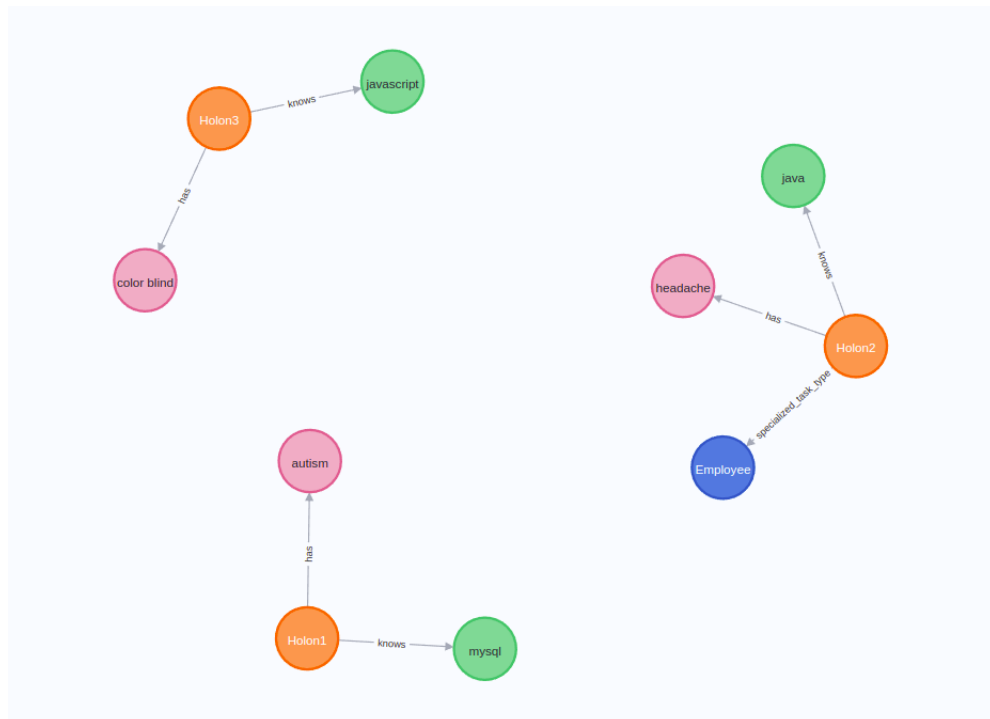 javascript
knows
Holon3
has
color blind
java
knows
headache
has
Holon2
specialized_task_type
Employee
autism
has
Holon1
knows
mysql